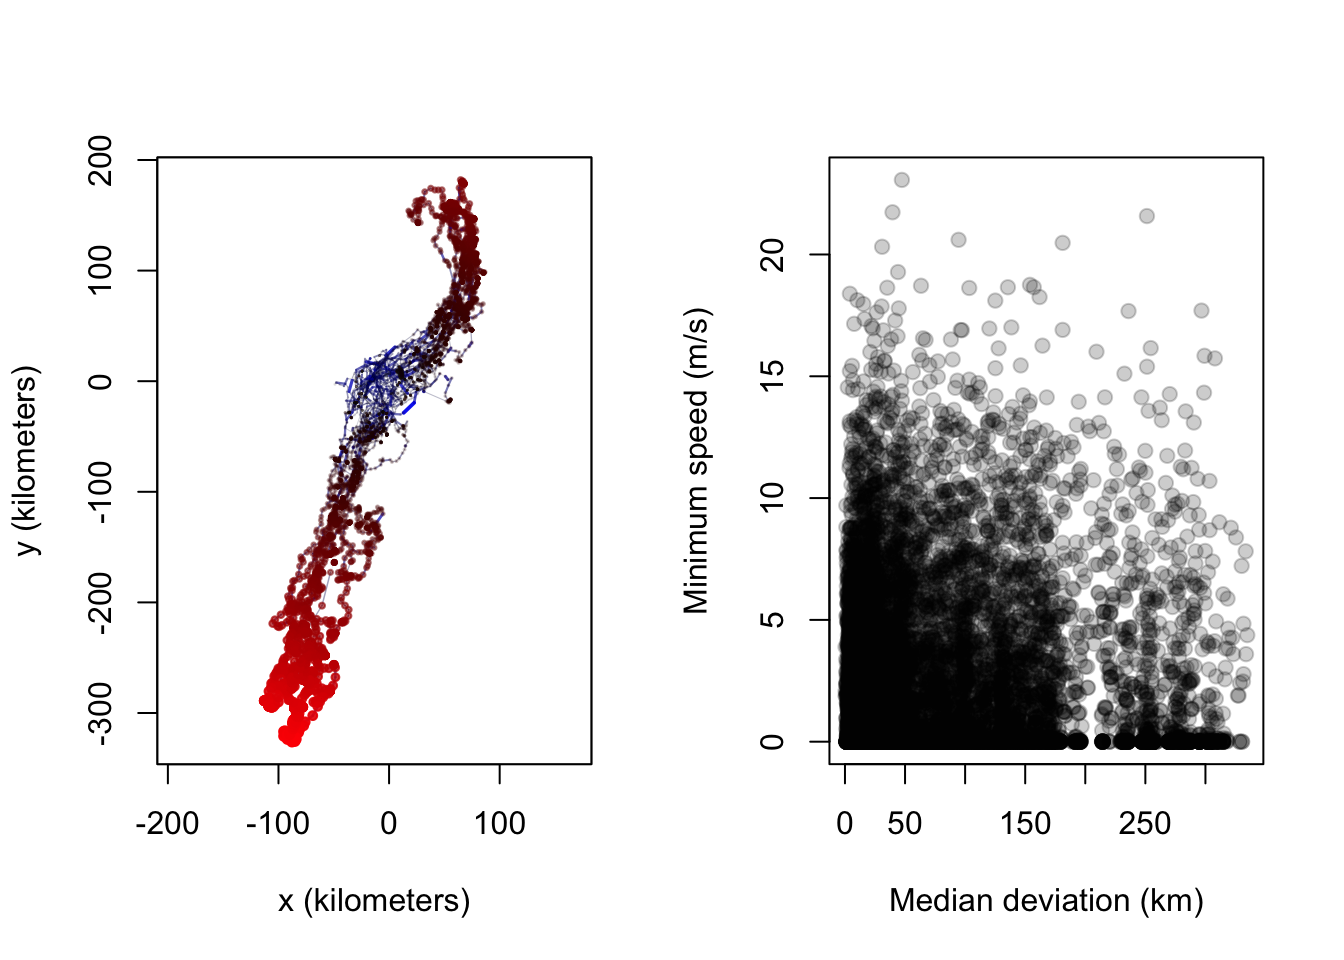 200
100
0
-100
-200
-300
y (kilometers)
-200 -100 0 100
x (kilometers)
20
15
10
5
0
Minimum speed (m/s)
0 50 150 250
Median deviation (km)